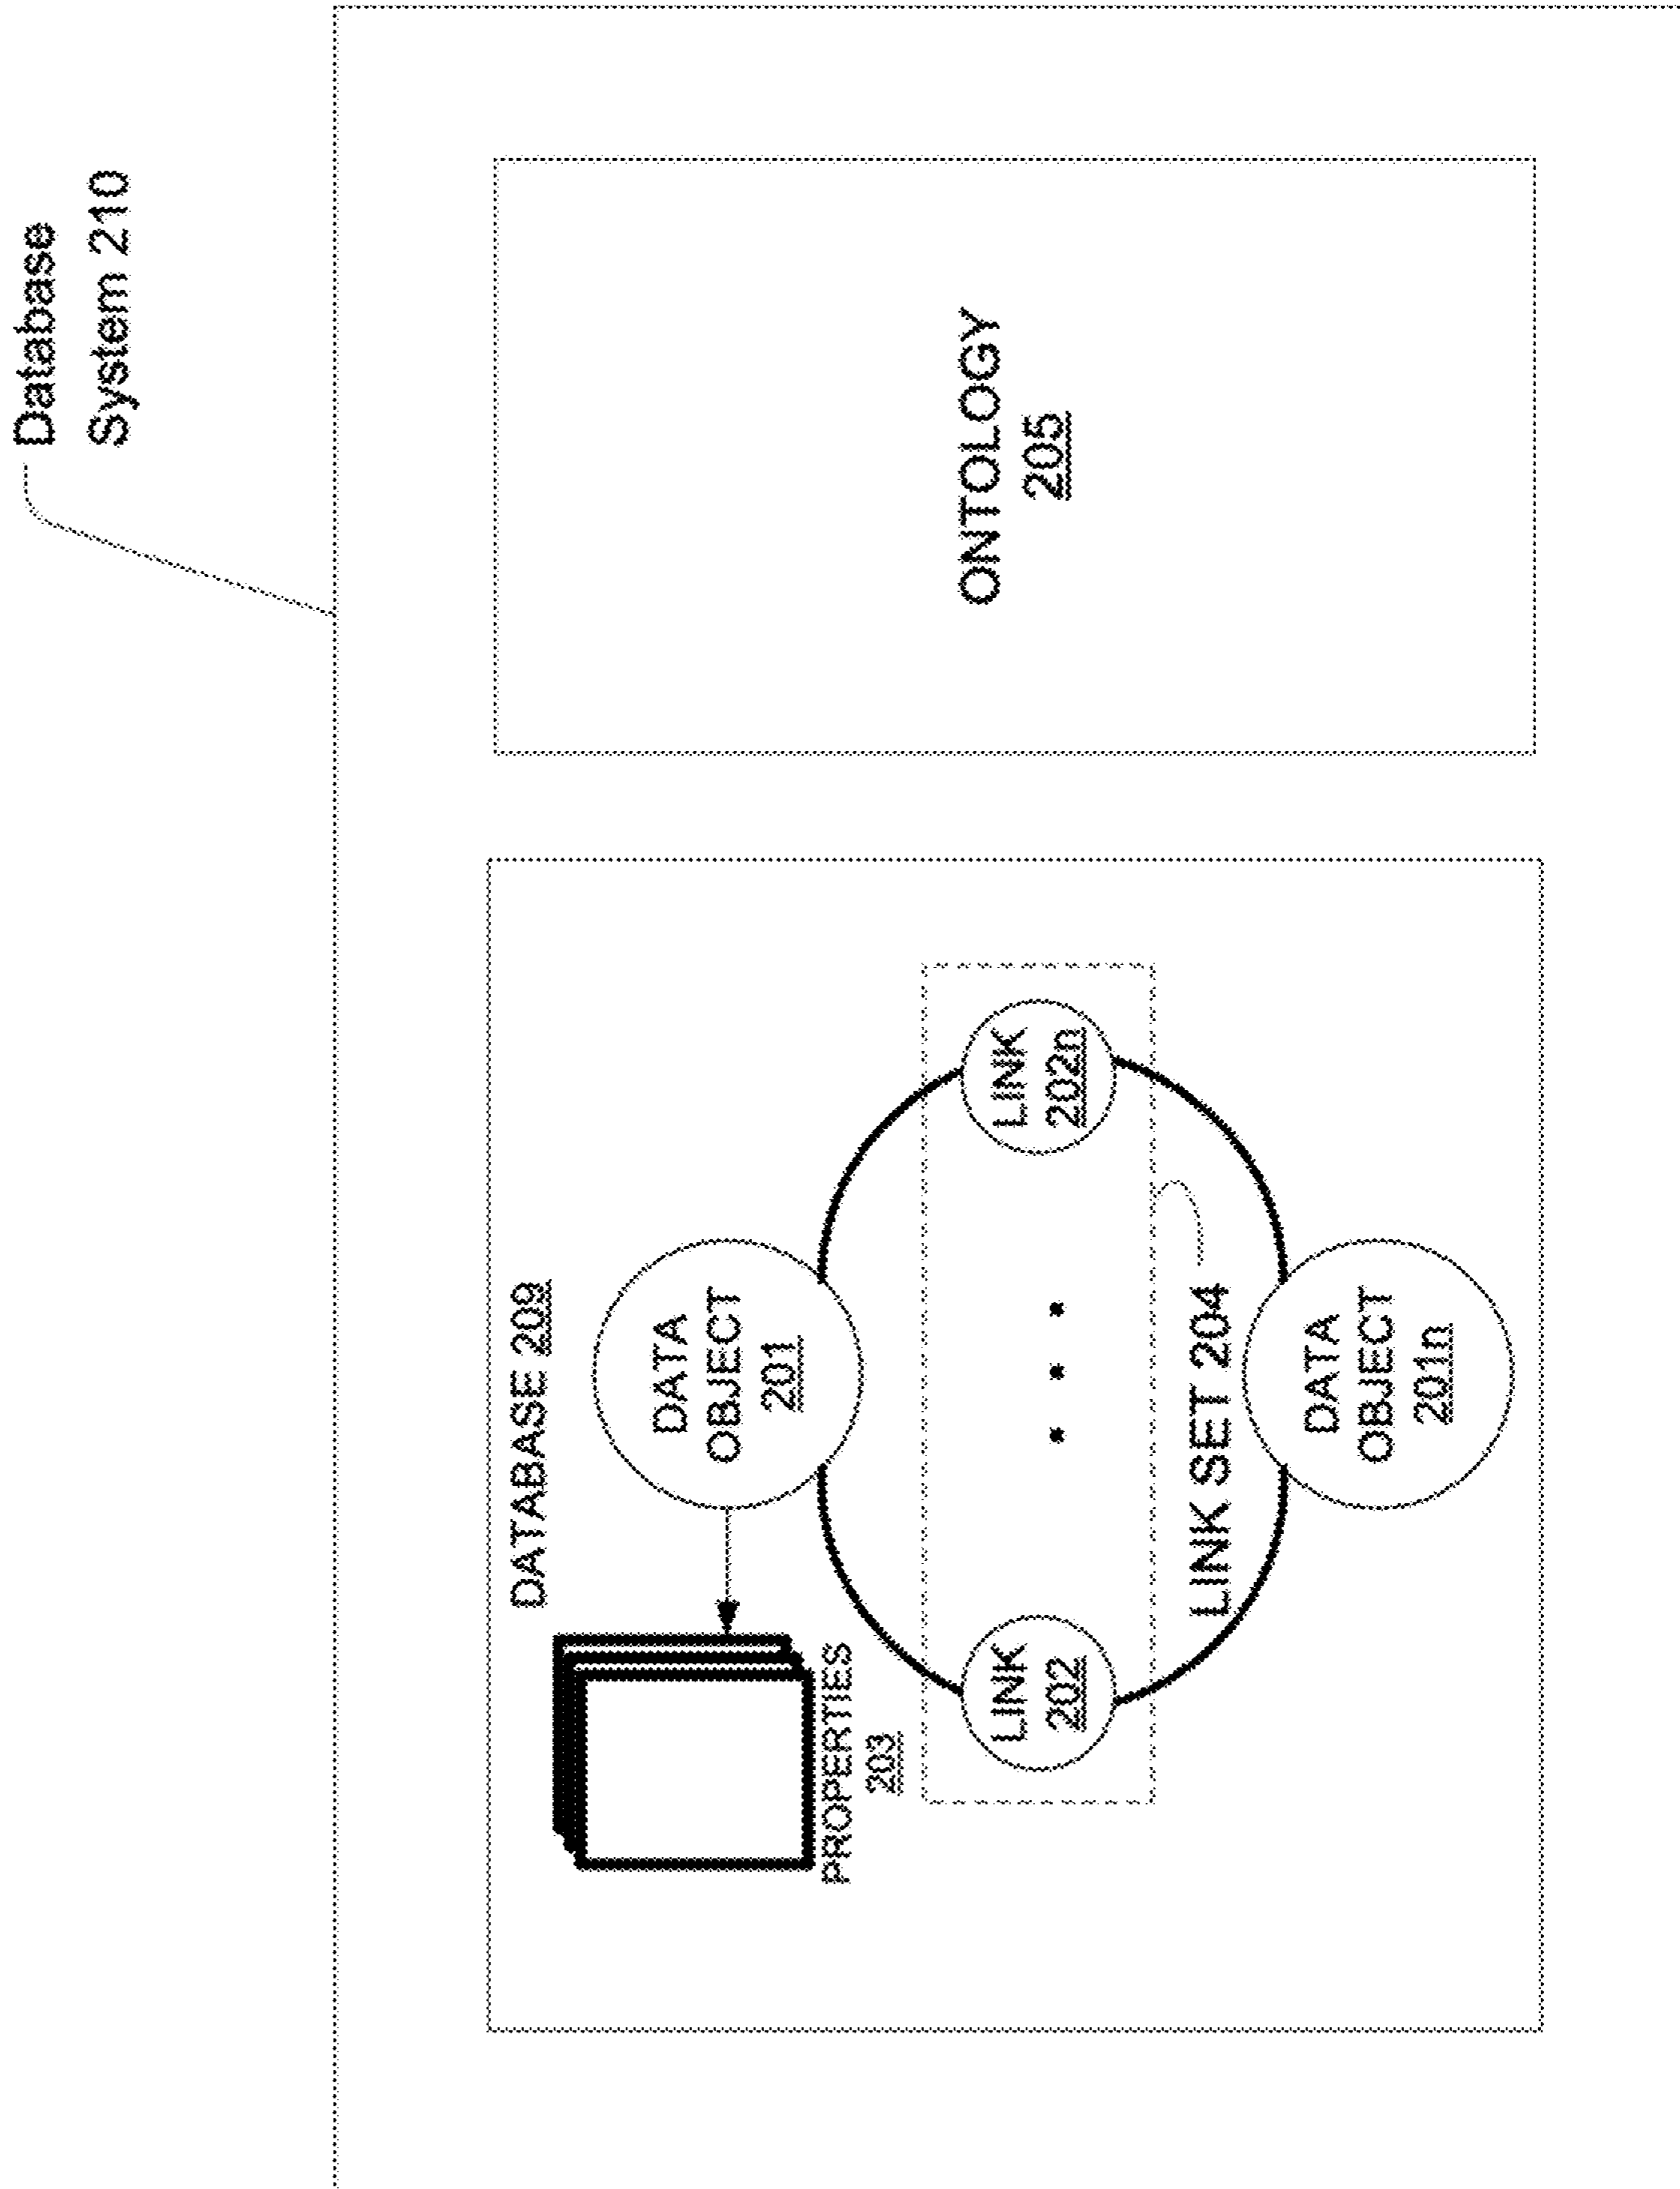 Database
System 210
DATABASE 209
DATA
OBJECT
201
PROPERTIES
203
LINK
202
LINK
202n
LINK SET 204
DATA
OBJECT
201n
ONTOLOGY
205